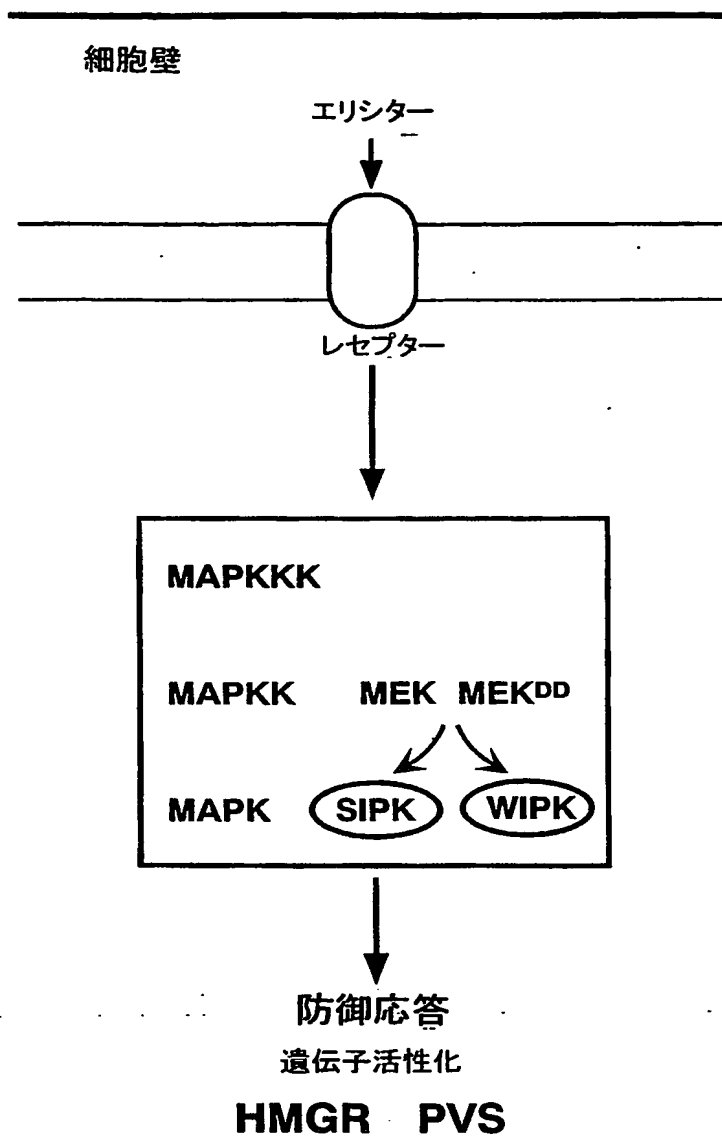 細胞壁
エリシター
レセプター
MAPKKK
MAPKK MEK MEKDD
MAPK SIPK WIPK
防御応答
遺伝子活性化
HMGR PVS